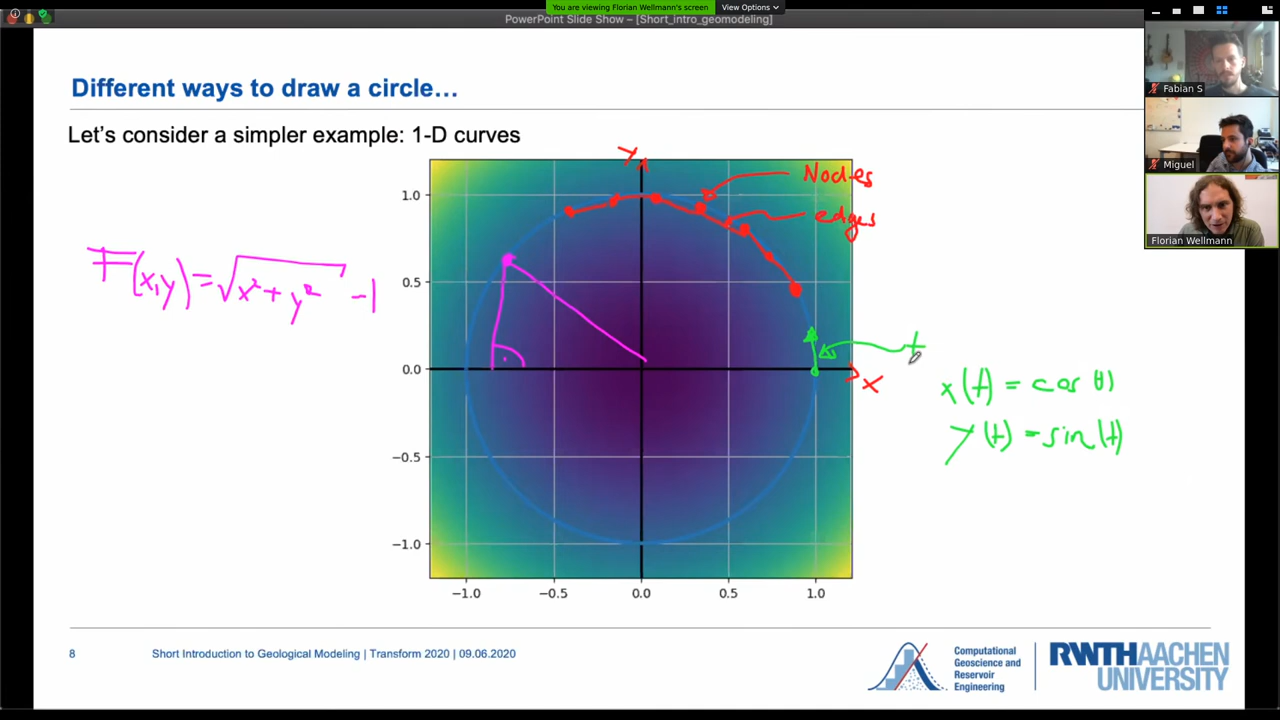 You are viewing Florian Wellmann's screen
View Options
PowerPoint Slide Show – [Short_intro_geomodeling]
Fabian S
Miguel
Florian Wellmann
Different ways to draw a circle…
Let's consider a simpler example: 1-D curves
F(x,y) = √x² + y² - 1
y
Nodes
edges
1.0
0.5
0.0
−0.5
−1.0
−1.0
−0.5
0.0
0.5
1.0
x
t
x(t) = cos(t)
y(t) = sin(t)
8
Short Introduction to Geological Modeling | Transform 2020 | 09.06.2020
Computational
Geoscience and
Reservoir
Engineering
RWTHAACHEN
UNIVERSITY